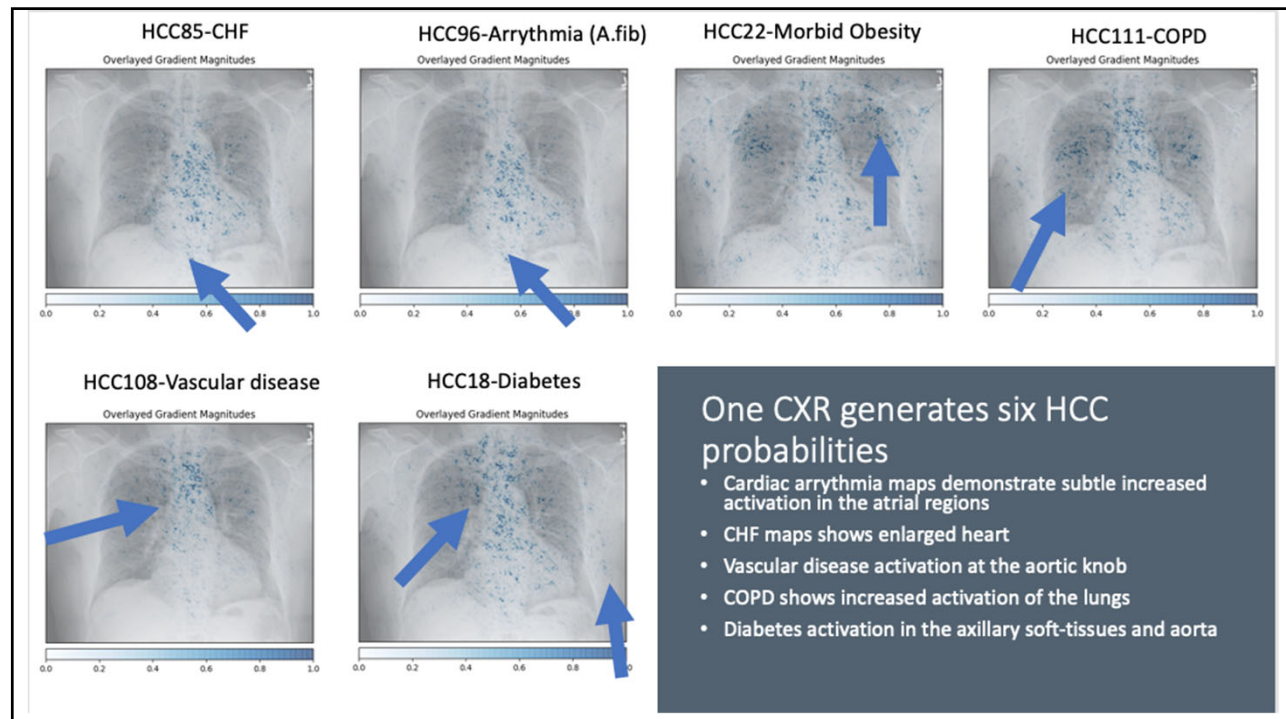 HCC85-CHF
HCC96-Arrythmia (A.fib)
HCC22-Morbid Obesity
HCC111-COPD
Overlayed Gradient Magnitudes
Overlayed Gradient Magnitudes
Overlayed Gradient Magnitudes
Overlayed Gradient Magnitudes
0.0 0.2 0.4 0.6 0.8 1.0
0.0 0.2 0.4 0.6 0.8 1.0
0.0 0.2 0.4 0.6 0.8 1.0
0.0 0.2 0.4 0.6 0.8 1.0
HCC108-Vascular disease
HCC18-Diabetes
Overlayed Gradient Magnitudes
Overlayed Gradient Magnitudes
0.0 0.2 0.4 0.6 0.8 1.0
0.0 0.2 0.4 0.6 0.8 1.0
One CXR generates six HCC
probabilities
• Cardiac arrythmia maps demonstrate subtle increased
activation in the atrial regions
• CHF maps shows enlarged heart
• Vascular disease activation at the aortic knob
• COPD shows increased activation of the lungs
• Diabetes activation in the axillary soft-tissues and aorta